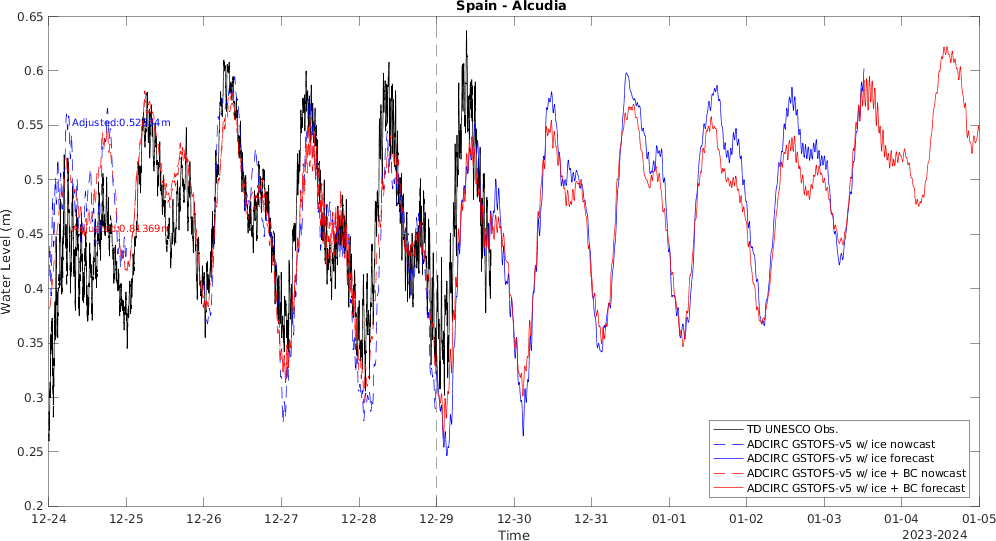 Spain - Alcudia
0.65
0.6
0.55
0.5
0.45
0.4
0.35
0.3
0.25
0.2
Water Level (m)
Adjusted:0.81369m
TD UNESCO Obs.
ADCIRC GSTOFS-v5 w/ ice nowcast
ADCIRC GSTOFS-v5 w/ ice forecast
ADCIRC GSTOFS-v5 w/ ice + BC nowcast
ADCIRC GSTOFS-v5 w/ ice + BC forecast
12-24 12-25 12-26 12-27 12-28 12-29 12-30 12-31 01-01 01-02 01-03 01-04 01-05
Time
2023-2024